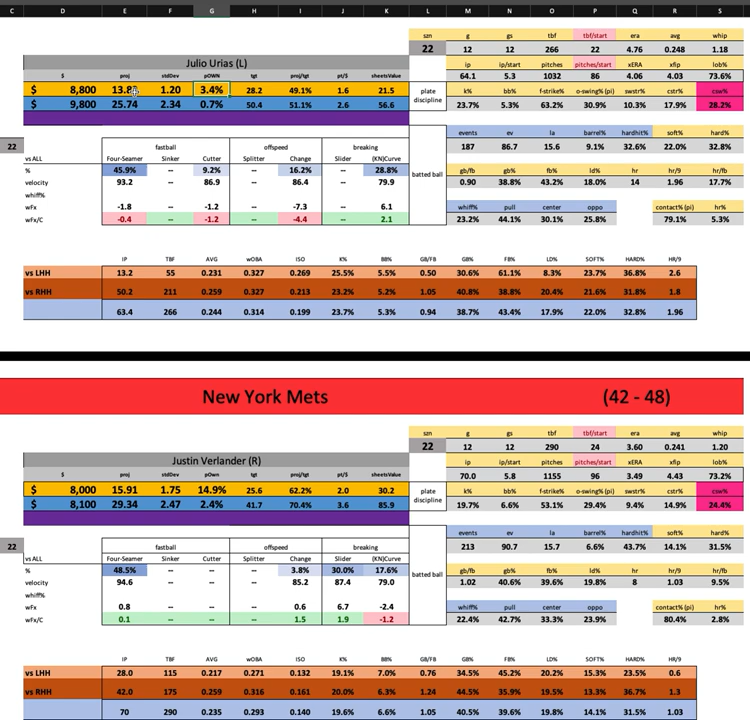 C D E F G H I J K L M N O P Q R S
szn g gs tbf tbf/start era avg whip
22 12 12 266 22 4.76 0.248 1.18
Julio Urias (L) ip ip/start pitches pitches/start xERA xfip lob%
$ proj stdDev pOWN tgt proj/tgt pt/$ sheetsValue 64.1 5.3 1032 86 4.06 4.03 73.6%
$ 8,800 1.20 3.4% 28.2 49.1% 1.6 21.5 plate discipline k% bb% f-strike% o-swing% (pi) swstr% cstr% csw%
$ 9,800 25.74 2.34 0.7% 50.4 51.1% 2.6 56.6 23.7% 5.3% 63.2% 30.9% 10.3% 17.9% 28.2%
events ev la barrel% hardhit% soft% hard%
22 fastball offspeed breaking 187 86.7 15.6 9.1% 32.6% 22.0% 32.8%
vs ALL Four-Seamer Sinker Cutter Splitter Change Slider (KN)Curve
% 45.9% -- 9.2% -- 16.2% -- 28.8% batted ball gb/fb gb% fb% ld% hr hr/9 hr/fb
velocity 93.2 86.9 86.4 79.9 0.90 38.8% 43.2% 18.0% 14 1.96 17.7%
whiff%
wFx -1.8 -- -1.2 -- -7.3 -- 6.1 whiff% pull center oppo contact% (pi) hr%
wFx/C -0.4 -- -1.2 -- -4.4 -- 2.1 23.2% 44.1% 30.1% 25.8% 79.1% 5.3%
IP TBF AVG wOBA ISO K% BB% GB/FB GB% FB% LD% SOFT% HARD% HR/9
vs LHH 13.2 55 0.231 0.327 0.269 25.5% 5.5% 0.50 30.6% 61.1% 8.3% 23.7% 36.8% 2.6
vs RHH 50.2 211 0.259 0.327 0.213 23.2% 5.2% 1.05 40.8% 38.8% 20.4% 21.6% 31.8% 1.8
63.4 266 0.244 0.314 0.199 23.7% 5.3% 0.94 38.7% 43.4% 17.9% 22.0% 32.8% 1.96
New York Mets (42 - 48)
szn g gs tbf tbf/start era avg whip
22 12 12 290 24 3.60 0.241 1.20
Justin Verlander (R) ip ip/start pitches pitches/start xERA xfip lob%
$ proj stdDev pOwn tgt proj/tgt pt/$ sheetsValue 70.0 5.8 1155 96 3.49 4.43 73.2%
$ 8,000 15.91 1.75 14.9% 25.6 62.2% 2.0 30.2 plate discipline k% bb% f-strike% o-swing% (pi) swstr% cstr% csw%
$ 8,100 29.34 2.47 2.4% 41.7 70.4% 3.6 85.9 19.7% 6.6% 53.1% 29.4% 9.4% 14.9% 24.4%
events ev la barrel% hardhit% soft% hard%
22 fastball offspeed breaking 213 90.7 15.7 6.6% 43.7% 14.1% 31.5%
vs ALL Four-Seamer Sinker Cutter Splitter Change Slider (KN)Curve
% 48.5% -- -- -- 3.8% 30.0% 17.6% batted ball gb/fb gb% fb% ld% hr hr/9 hr/fb
velocity 94.6 85.2 87.4 79.0 1.02 40.6% 39.6% 19.8% 8 1.03 9.5%
whiff%
wFx 0.8 -- -- -- 0.6 6.7 -2.4 whiff% pull center oppo contact% (pi) hr%
wFx/C 0.1 -- -- -- 1.5 1.9 -1.2 22.4% 42.7% 33.3% 23.9% 80.4% 2.8%
IP TBF AVG wOBA ISO K% BB% GB/FB GB% FB% LD% SOFT% HARD% HR/9
vs LHH 28.0 115 0.217 0.271 0.132 19.1% 7.0% 0.76 34.5% 45.2% 20.2% 15.3% 23.5% 0.6
vs RHH 42.0 175 0.259 0.316 0.161 20.0% 6.3% 1.24 44.5% 35.9% 19.5% 13.3% 36.7% 1.3
70 290 0.235 0.293 0.140 19.6% 6.6% 1.05 40.5% 39.6% 19.8% 14.1% 31.5% 1.03